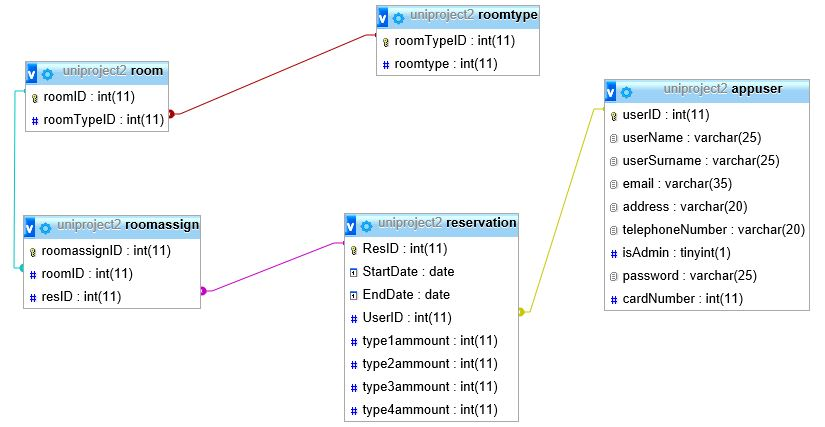 uniproject2 roomtype
roomTypeID : int(11)
roomtype : int(11)
uniproject2 room
roomID : int(11)
roomTypeID : int(11)
uniproject2 appuser
userID : int(11)
userName : varchar(25)
userSurname : varchar(25)
email : varchar(35)
address : varchar(20)
telephoneNumber : varchar(20)
isAdmin : tinyint(1)
password : varchar(25)
cardNumber : int(11)
uniproject2 roomassign
roomassignID : int(11)
roomID : int(11)
resID : int(11)
uniproject2 reservation
ResID : int(11)
StartDate : date
EndDate : date
UserID : int(11)
type1ammount : int(11)
type2ammount : int(11)
type3ammount : int(11)
type4ammount : int(11)